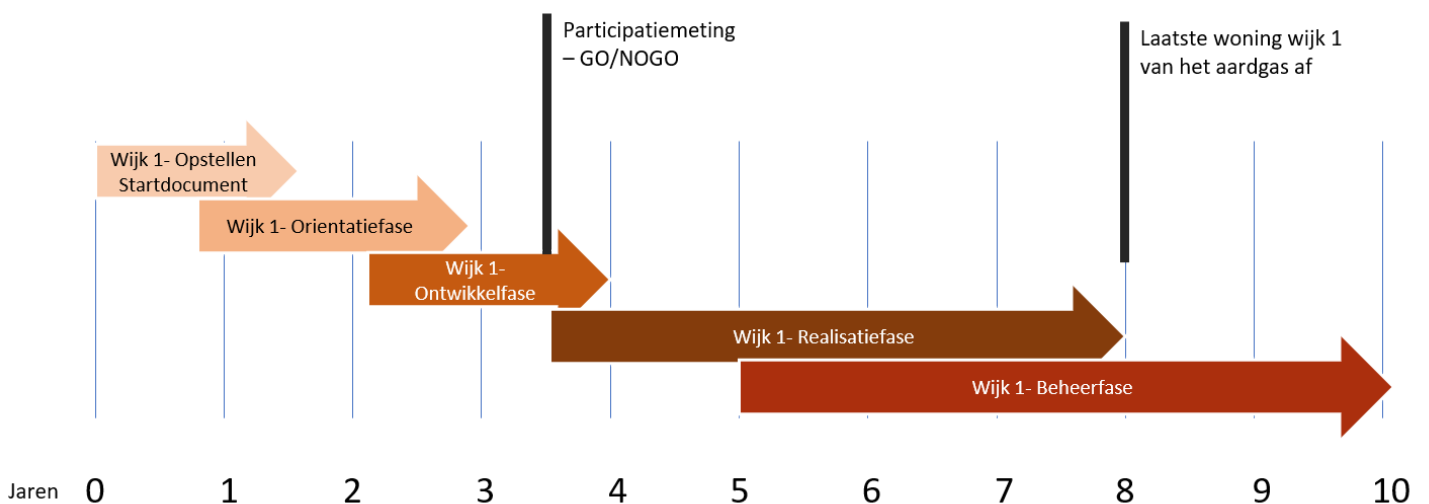 Participatiemeting
– GO/NOGO
Laatste woning wijk 1
van het aardgas af
Wijk 1- Opstellen
Startdocument
Wijk 1- Orientatiefase
Wijk 1-
Ontwikkelfase
Wijk 1- Realisatiefase
Wijk 1- Beheerfase
Jaren 0 1 2 3 4 5 6 7 8 9 10